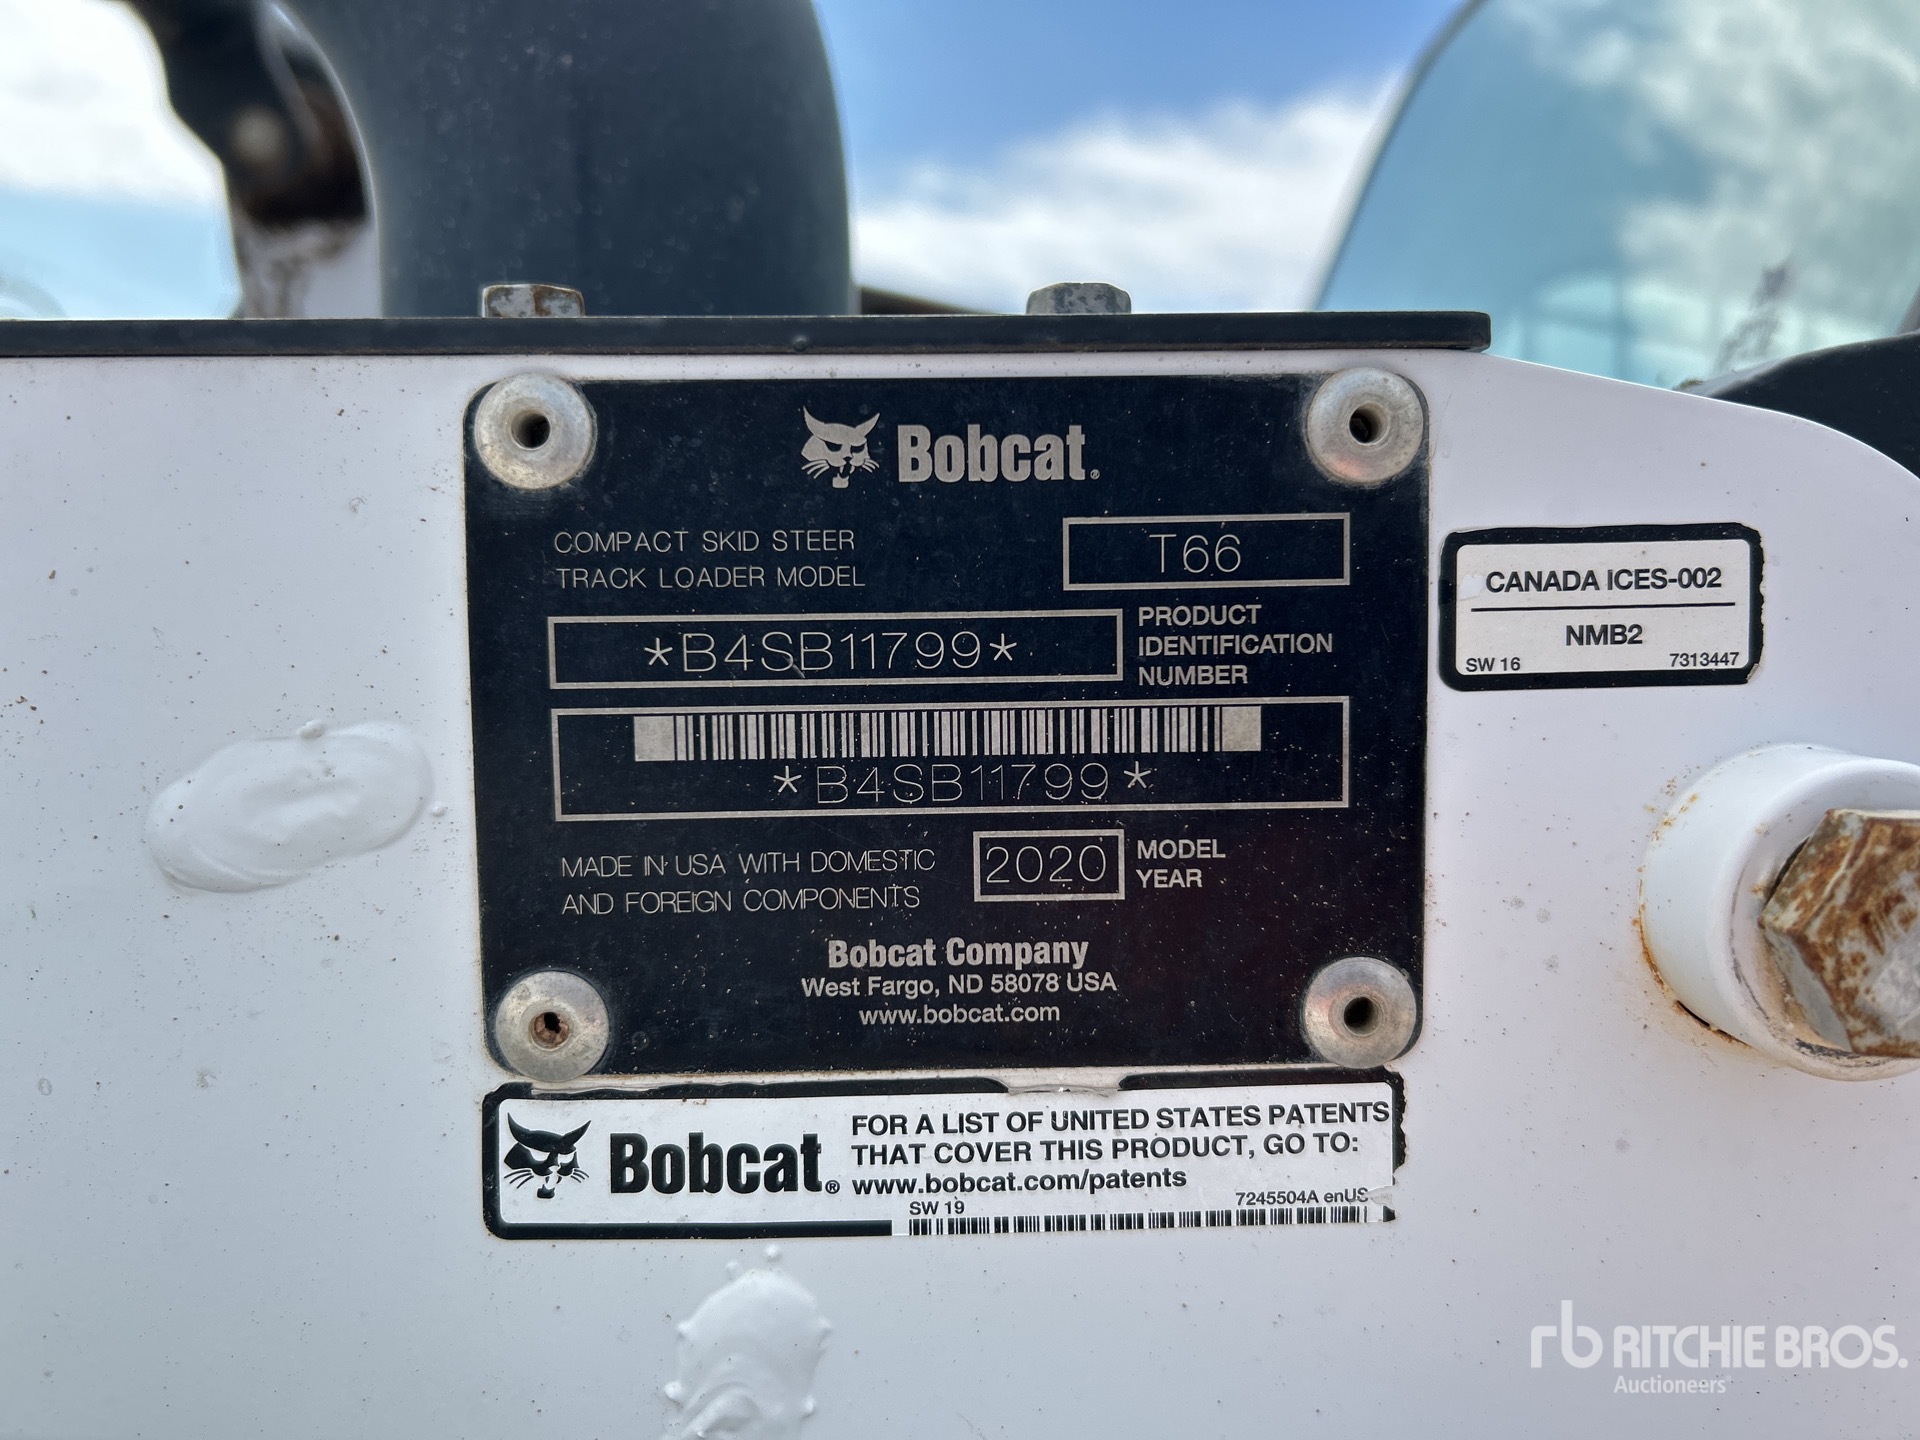 Bobcat®
COMPACT SKID STEER
TRACK LOADER MODEL
T66
*B4SB11799*
PRODUCT
IDENTIFICATION
NUMBER
*B4SB11799*
MADE IN USA WITH DOMESTIC
AND FOREIGN COMPONENTS
2020
MODEL
YEAR
Bobcat Company
West Fargo, ND 58078 USA
www.bobcat.com
CANADA ICES-002
NMB2
SW 16 7313447
Bobcat®
FOR A LIST OF UNITED STATES PATENTS
THAT COVER THIS PRODUCT, GO TO:
www.bobcat.com/patents
SW 19 7245504A enUS
rb RITCHIE BROS.
Auctioneers